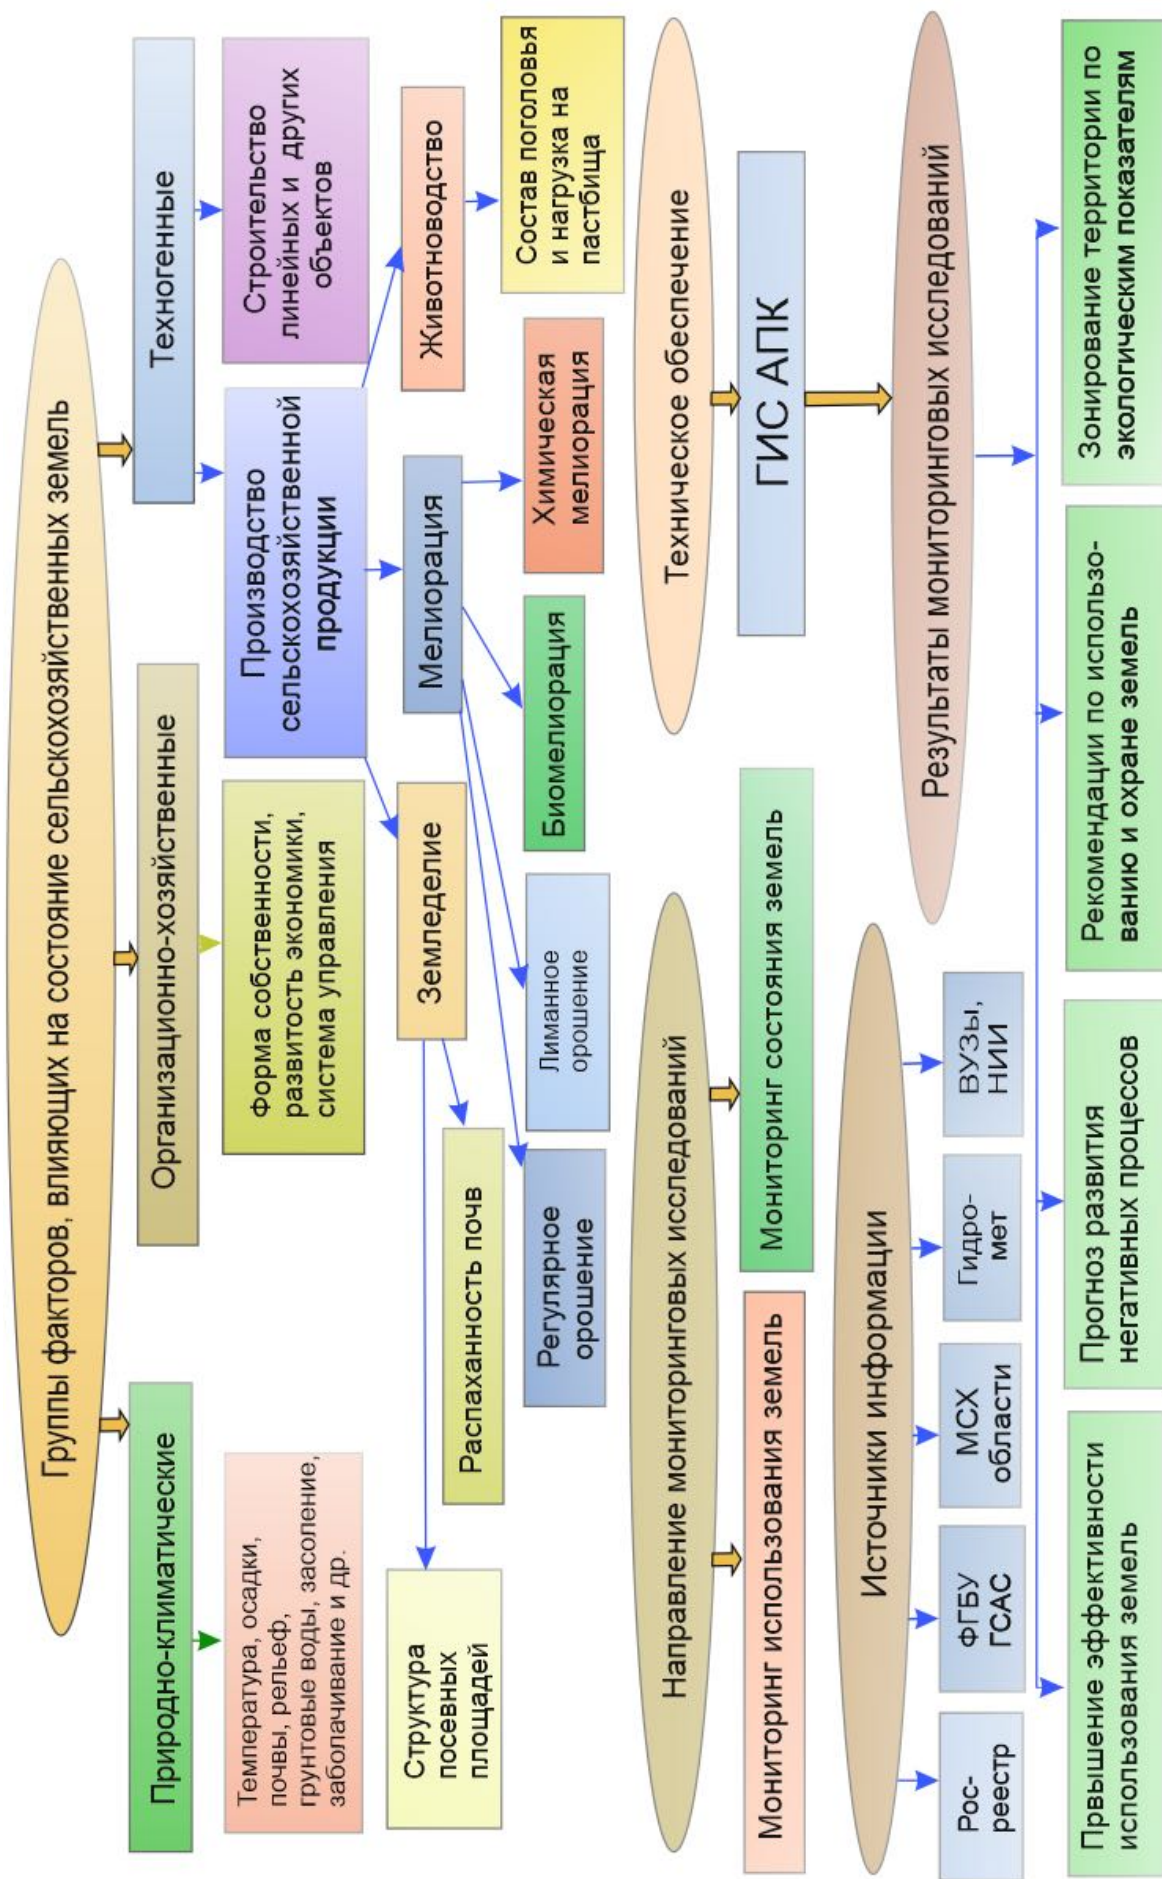 Группы факторов, влияющих на состояние сельскохозяйственных земель
Природно-климатические
Организационно-хозяйственные
Техногенные
Температура, осадки,
почвы, рельеф,
грунтовые воды, засоление,
заболачивание и др.
Форма собственности,
развитость экономики,
система управления
Производство
сельскохозяйственной
продукции
Строительство
линейных и других
объектов
Структура
посевных
площадей
Земледелие
Мелиорация
Животноводство
Распаханность почв
Регулярное
орошение
Лиманное
орошение
Биомелиорация
Химическая
мелиорация
Состав поголовья
и нагрузка на
пастбища
Направление мониторинговых исследований
Техническое обеспечение
Мониторинг использования земель
Мониторинг состояния земель
ГИС АПК
Источники информации
Результаты мониторинговых исследований
Рос-
реестр
ФГБУ
ГСАС
МСХ
области
Гидро-
мет
ВУЗы,
НИИ
Првышение эффективности
использования земель
Прогноз развития
негативных процессов
Рекомендации по использо-
ванию и охране земель
Зонирование территории по
экологическим показателям